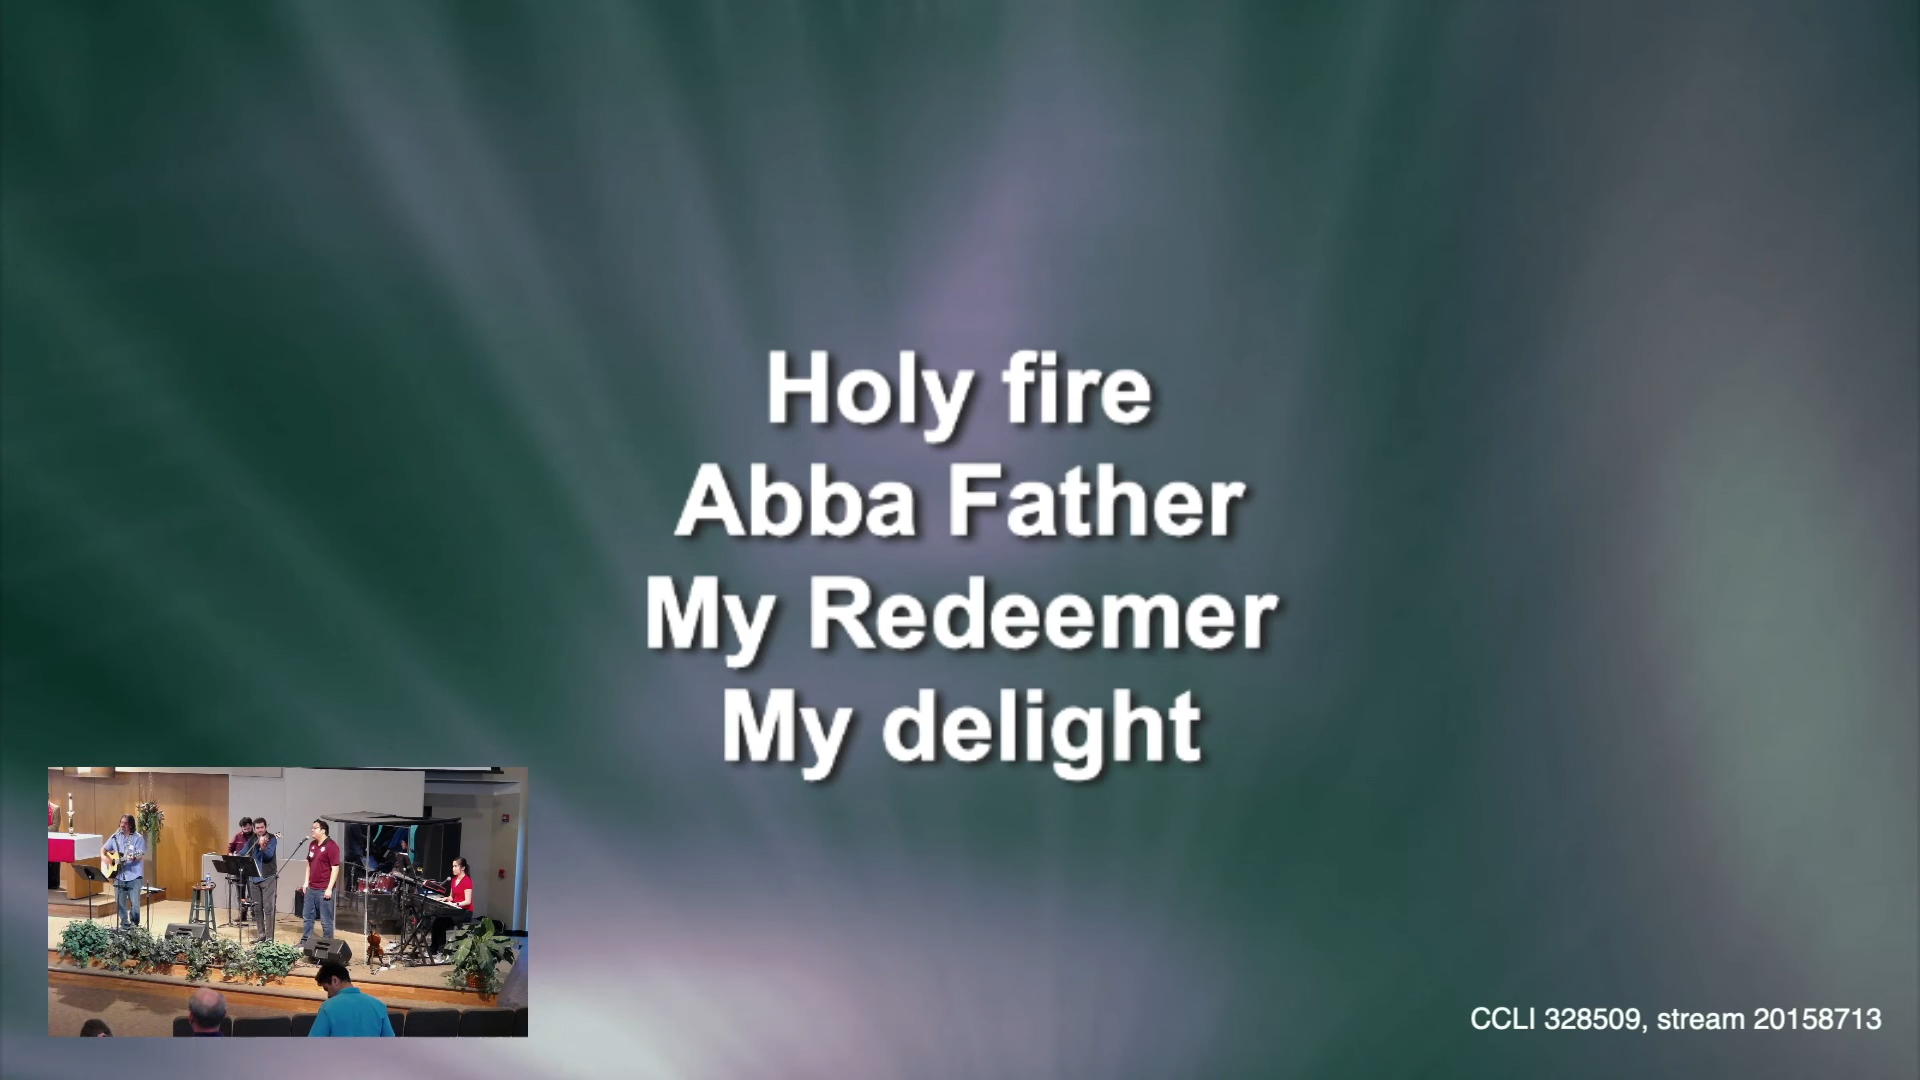 Holy fire
Abba Father
My Redeemer
My delight
CCLI 328509, stream 20158713